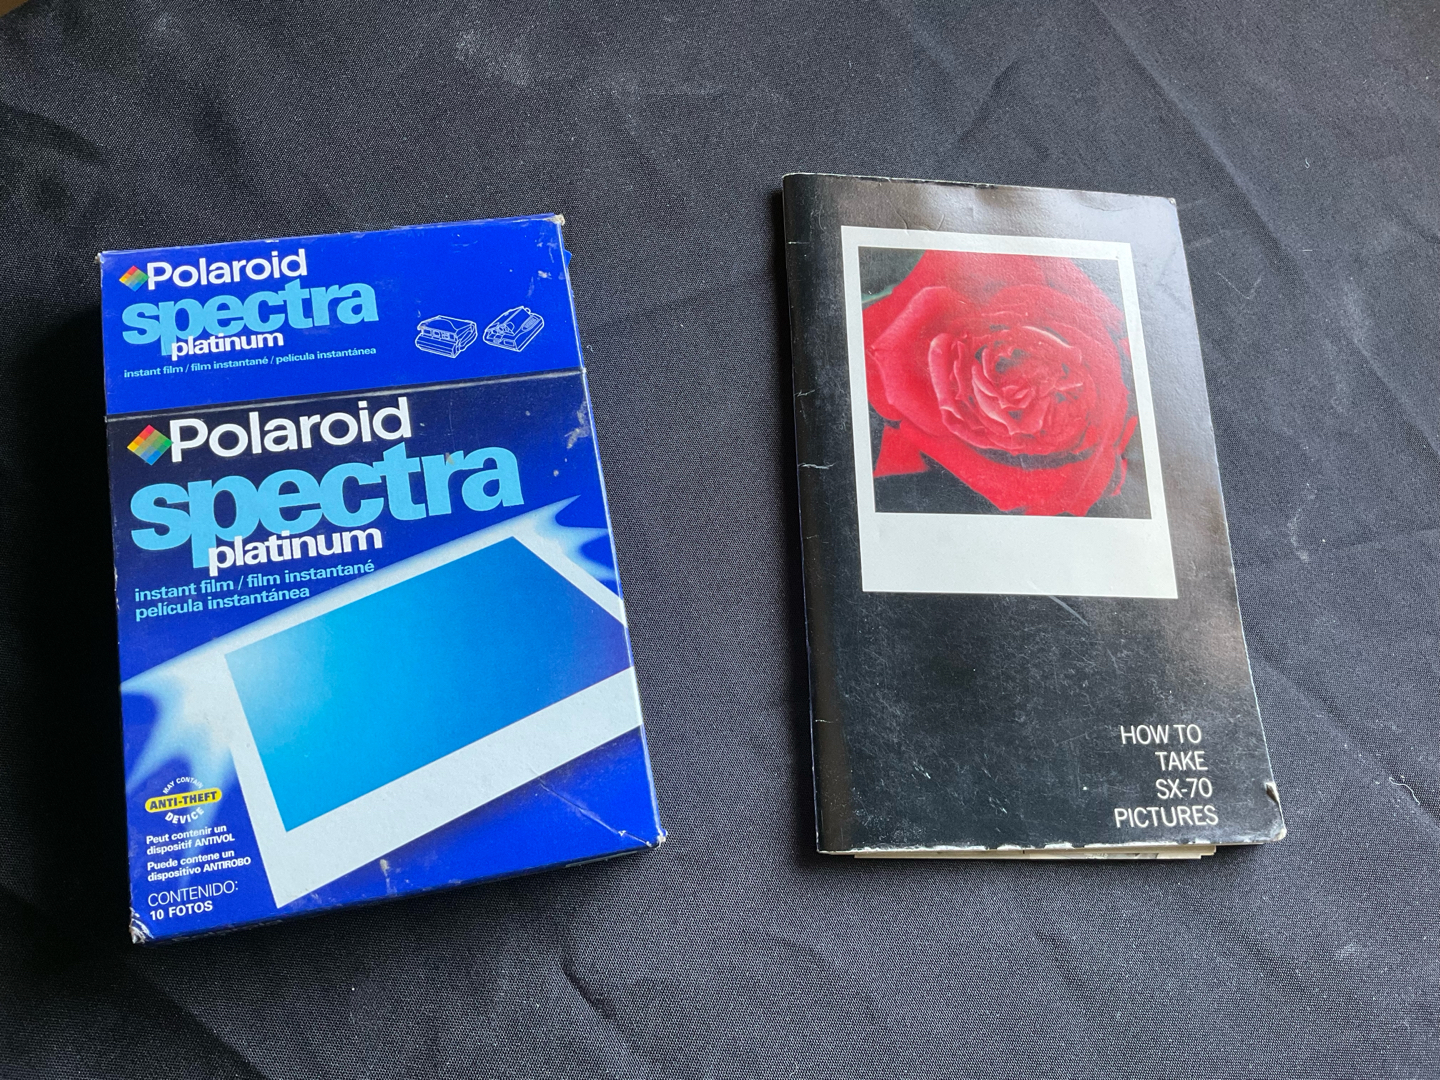 Polaroid
spectra
platinum
instant film / film instantané / película instantánea
Polaroid
spectra
platinum
instant film / film instantané
película instantánea
MAY CONTAIN
ANTI-THEFT
DEVICE
Peut contenir un
dispositif ANTIVOL
Puede contene un
dispositivo ANTIROBO
CONTENIDO:
10 FOTOS
HOW TO
TAKE
SX-70
PICTURES